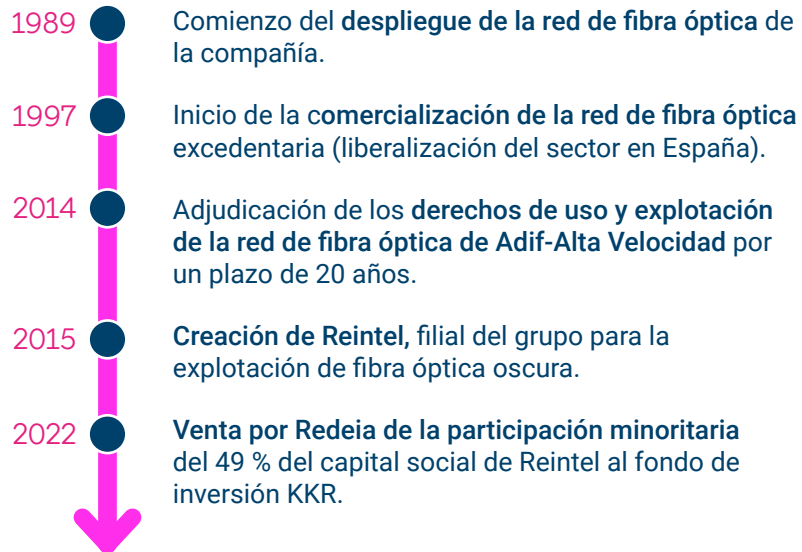 1989
Comienzo del despliegue de la red de fibra óptica de
la compañía.
1997
Inicio de la comercialización de la red de fibra óptica
excedentaria (liberalización del sector en España).
2014
Adjudicación de los derechos de uso y explotación
de la red de fibra óptica de Adif-Alta Velocidad por
un plazo de 20 años.
2015
Creación de Reintel, filial del grupo para la
explotación de fibra óptica oscura.
2022
Venta por Redeia de la participación minoritaria
del 49 % del capital social de Reintel al fondo de
inversión KKR.